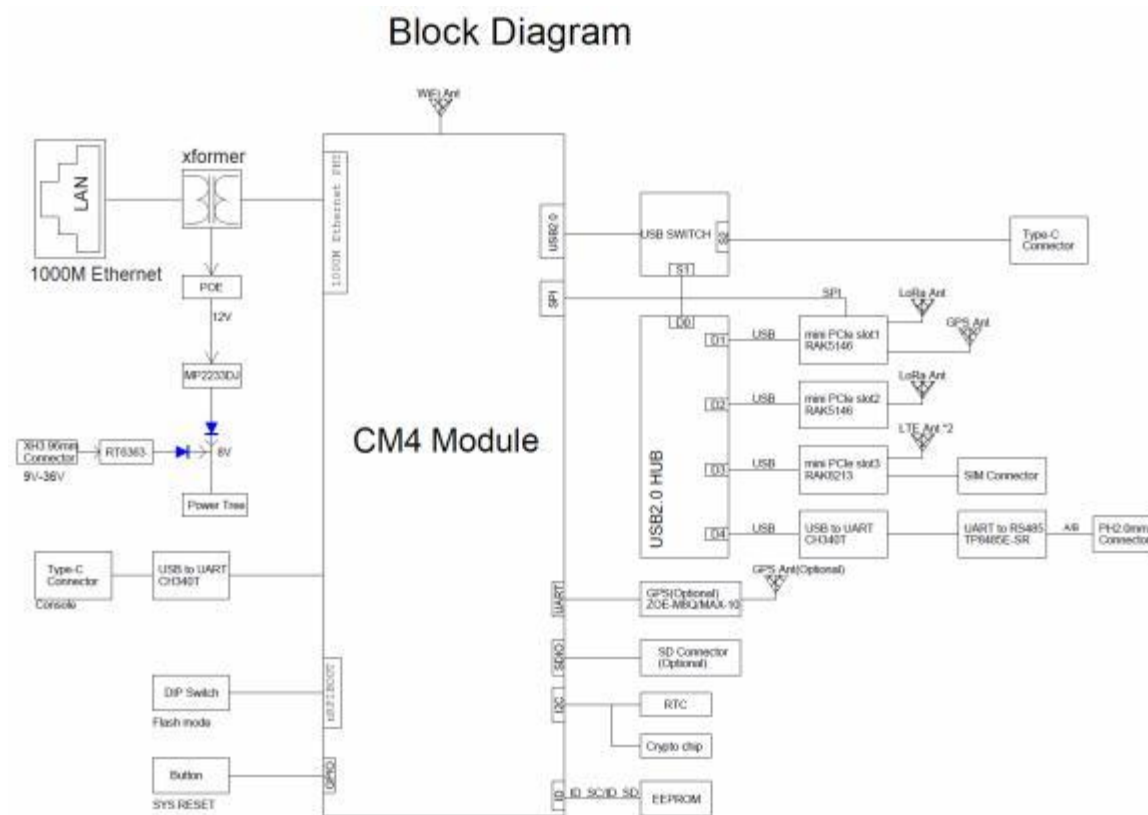 Block Diagram
WiFi Ant
LAN
1000M Ethernet
xformer
1000M Ethernet PHY
POE
12V
MP2233DJ
XH3.96mm
Connector
9V-36V
RT6363
8V
Power Tree
Type-C
Connector
Console
USB to UART
CH340T
DIP Switch
Flash mode
nRPIBOOT
Button
SYS RESET
GPIO
CM4 Module
USB2.0
SPI
UART
SDIO
I2C
ID
USB SWITCH
S2
S1
Type-C
Connector
SPI
USB2.0 HUB
D0
D1
USB
mini PCIe slot1
RAK5146
LoRa Ant
GPS Ant
D2
USB
mini PCIe slot2
RAK5146
LoRa Ant
D3
USB
mini PCIe slot3
LTE Ant *2
SIM Connector
D4
USB
USB to UART
CH340T
UART to RS485
TP8485E-SR
A/B
PH2.0mm
Connector
GPS Ant(Optional)
GPS(Optional)
ZOE-M8Q/MAX-10
SD Connector
(Optional)
RTC
Crypto chip
ID_SC/ID_SD
EEPROM